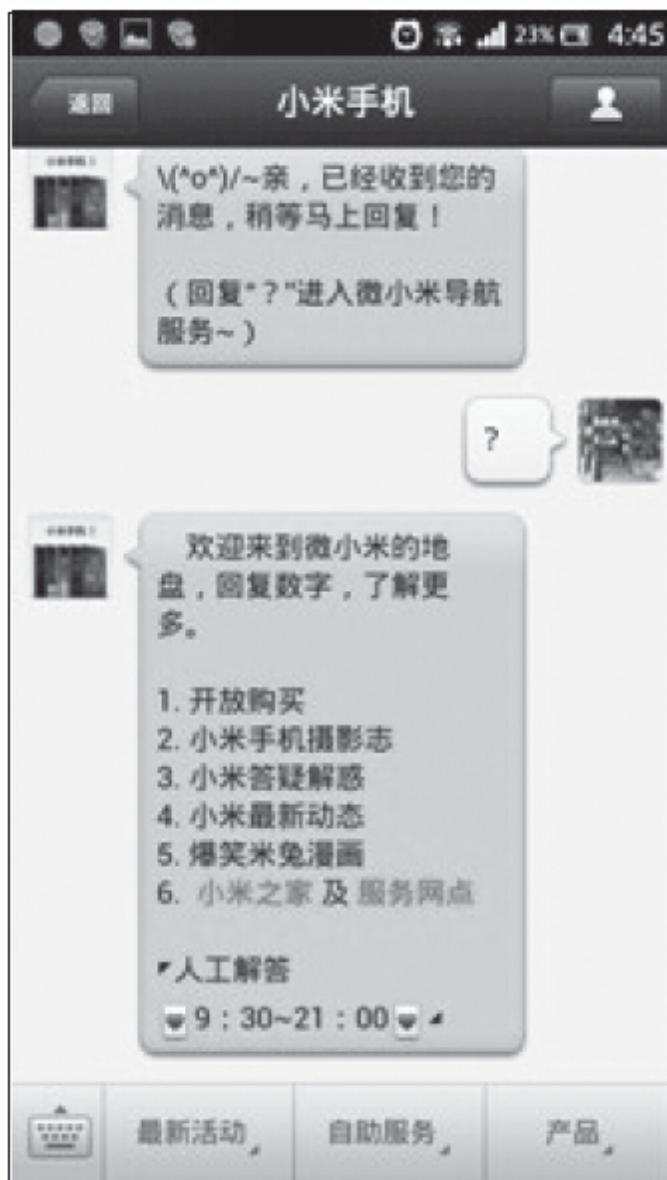 23% 4:45
返回 小米手机
\(^o^)/~亲，已经收到您的
消息，稍等马上回复！
（回复“？”进入微小米导航
服务~）
?
欢迎来到微小米的地
盘，回复数字，了解更
多。
1. 开放购买
2. 小米手机摄影志
3. 小米答疑解惑
4. 小米最新动态
5. 爆笑米兔漫画
6. 小米之家 及 服务网点
人工解答
9：30~21：00
最新活动 自助服务 产品